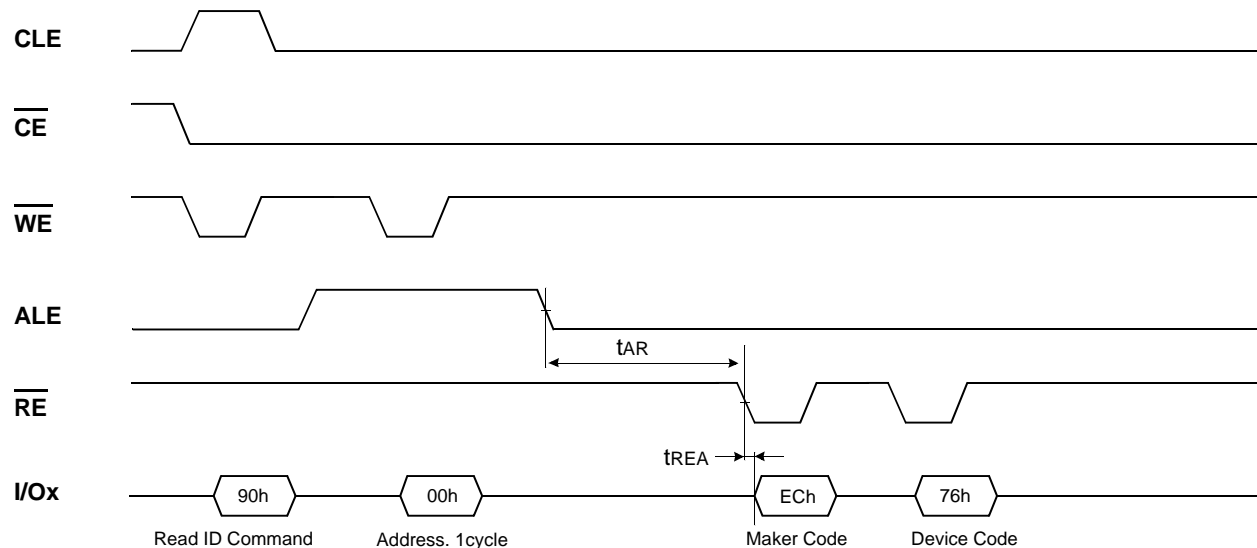 CLE
CE
WE
ALE
tAR
RE
tREA
I/Ox
90h
00h
ECh
76h
Read ID Command
Address. 1cycle
Maker Code
Device Code